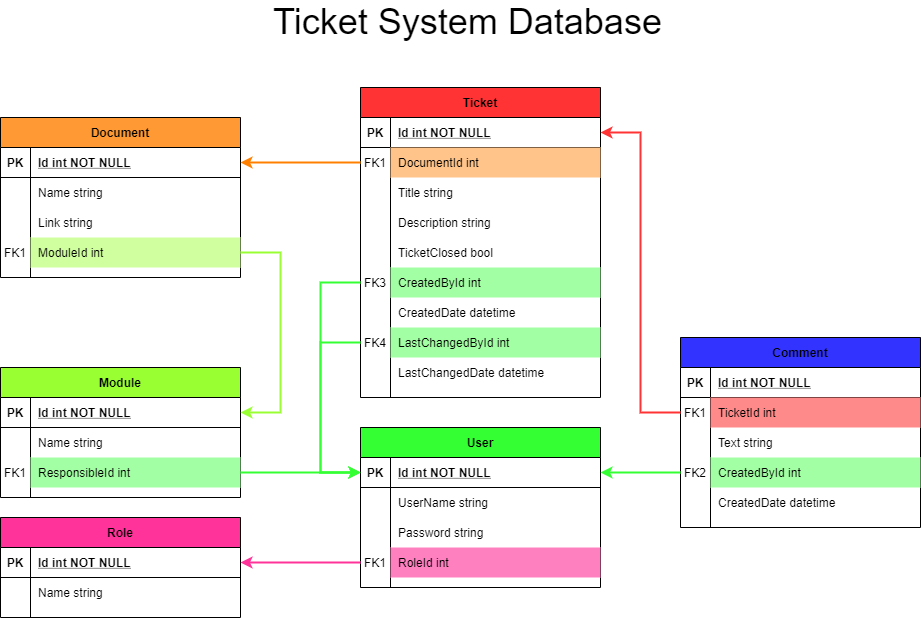 Ticket System Database
Document
PK Id int NOT NULL
Name string
Link string
FK1 ModuleId int
Ticket
PK Id int NOT NULL
FK1 DocumentId int
Title string
Description string
TicketClosed bool
FK3 CreatedById int
CreatedDate datetime
FK4 LastChangedById int
LastChangedDate datetime
Module
PK Id int NOT NULL
Name string
FK1 ResponsibleId int
User
PK Id int NOT NULL
UserName string
Password string
FK1 RoleId int
Comment
PK Id int NOT NULL
FK1 TicketId int
Text string
FK2 CreatedById int
CreatedDate datetime
Role
PK Id int NOT NULL
Name string